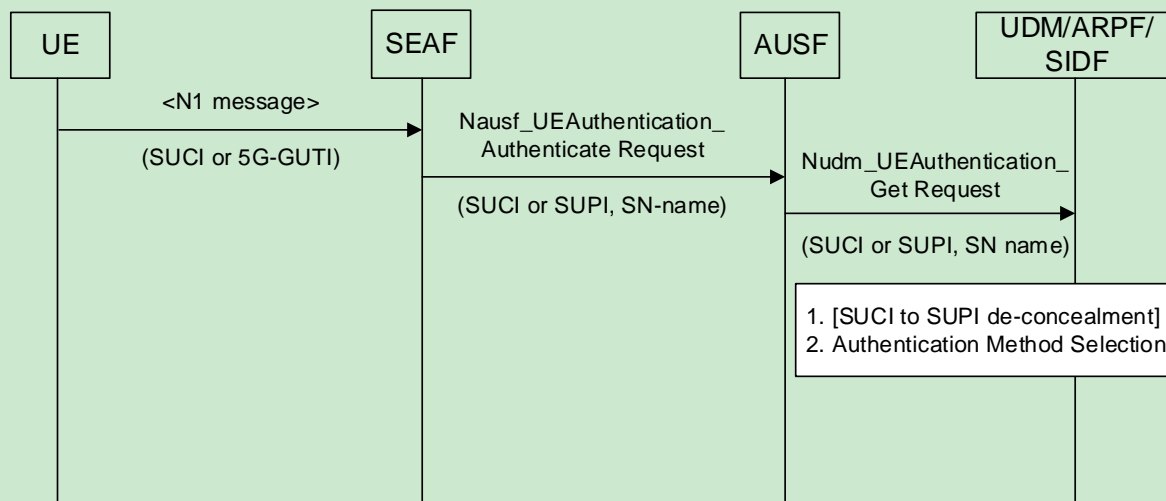 UE
SEAF
AUSF
UDM/ARPF/
SIDF
<N1 message>
(SUCI or 5G-GUTI)
Nausf_UEAuthentication_
Authenticate Request
(SUCI or SUPI, SN-name)
Nudm_UEAuthentication_
Get Request
(SUCI or SUPI, SN name)
1. [SUCI to SUPI de-concealment]
2. Authentication Method Selection